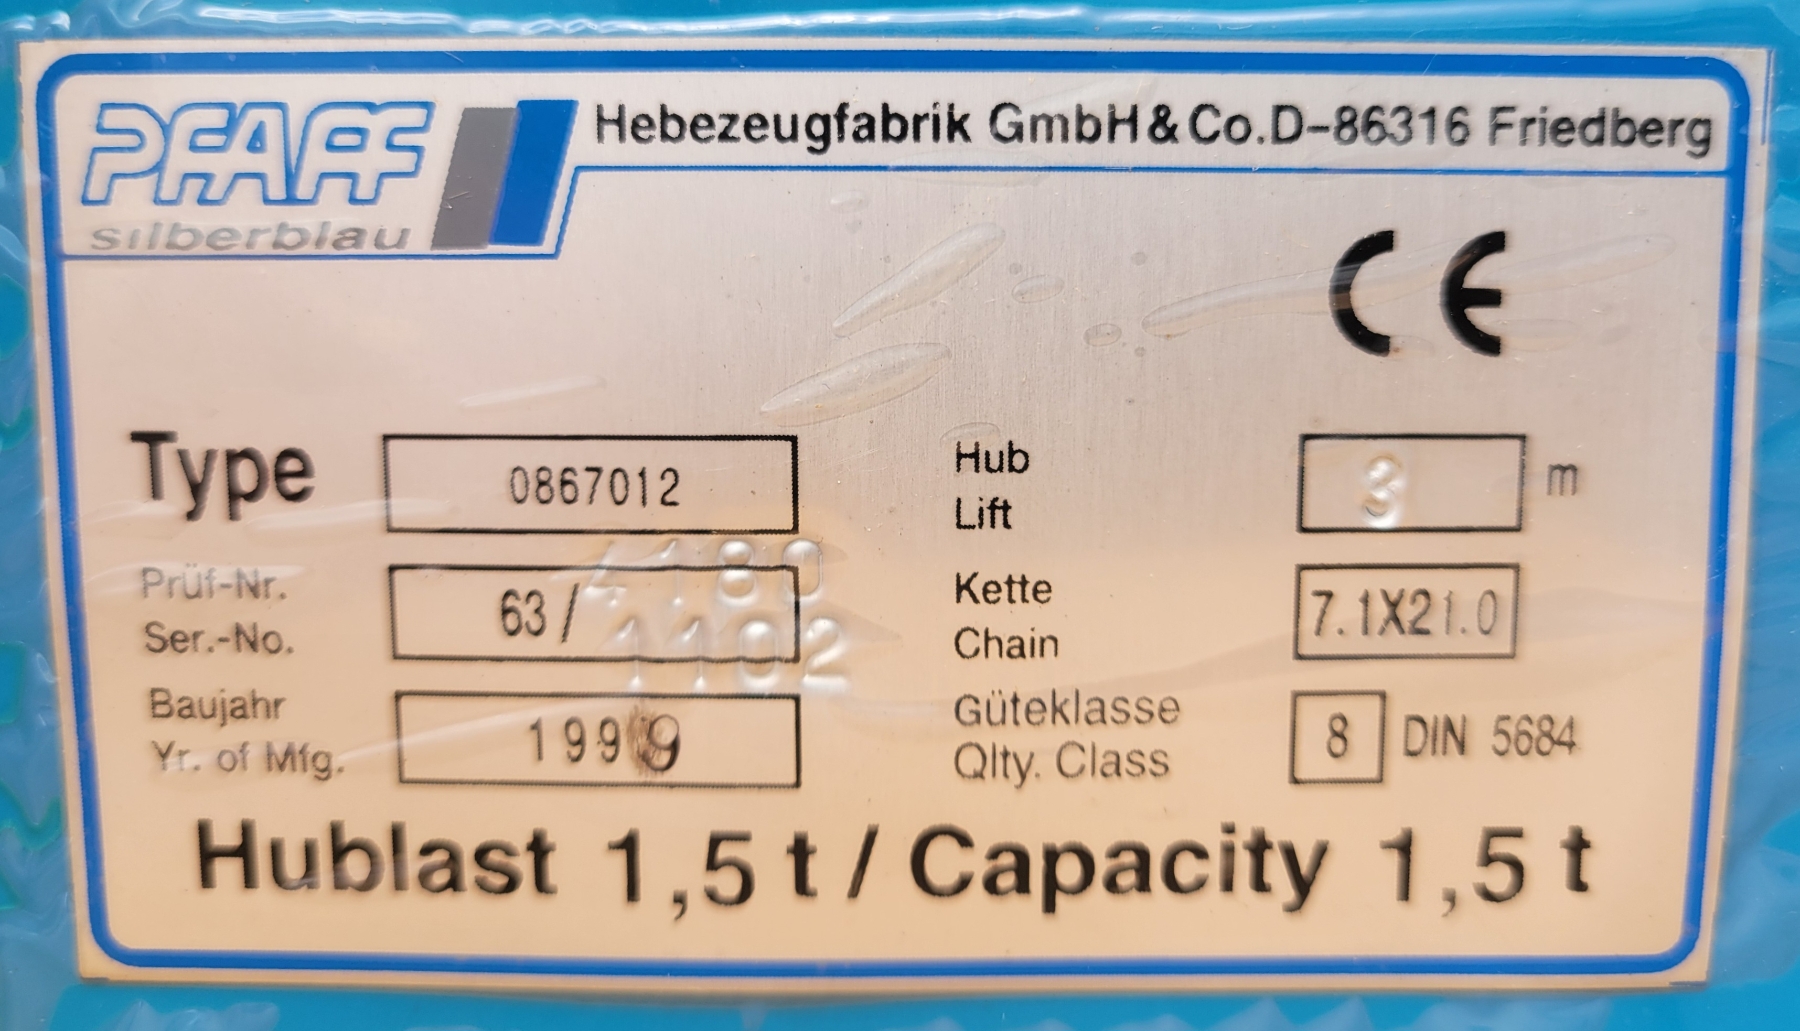 PFAFF
silberblau
Hebezeugfabrik GmbH & Co. D-86316 Friedberg
CE
Type 0867012
Hub
Lift
3 m
Prüf-Nr.
Ser.-No.
63/ 4180
1102
Kette
Chain
7.1X21.0
Baujahr
Yr. of Mfg.
1999
Güteklasse
Qlty. Class
8 DIN 5684
Hublast 1,5 t / Capacity 1,5 t